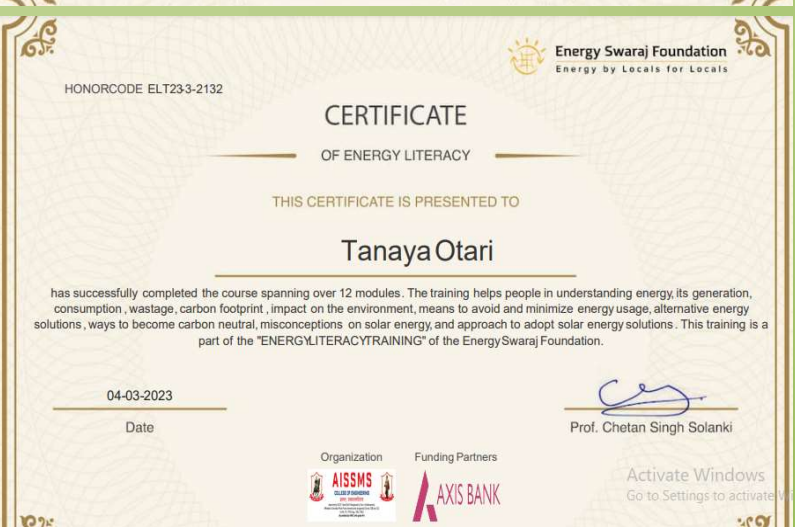 Energy Swaraj Foundation
Energy by Locals for Locals
HONORCODE ELT23-3-2132
CERTIFICATE
OF ENERGY LITERACY
THIS CERTIFICATE IS PRESENTED TO
Tanaya Otari
has successfully completed the course spanning over 12 modules. The training helps people in understanding energy, its generation,
consumption, wastage, carbon footprint, impact on the environment, means to avoid and minimize energy usage, alternative energy
solutions, ways to become carbon neutral, misconceptions on solar energy, and approach to adopt solar energy solutions. This training is a
part of the "ENERGY LITERACY TRAINING" of the Energy Swaraj Foundation.
04-03-2023
Date
Prof. Chetan Singh Solanki
Organization
Funding Partners
AISSMS
COLLEGE OF ENGINEERING
AXIS BANK
Activate Windows
Go to Settings to activate Wi